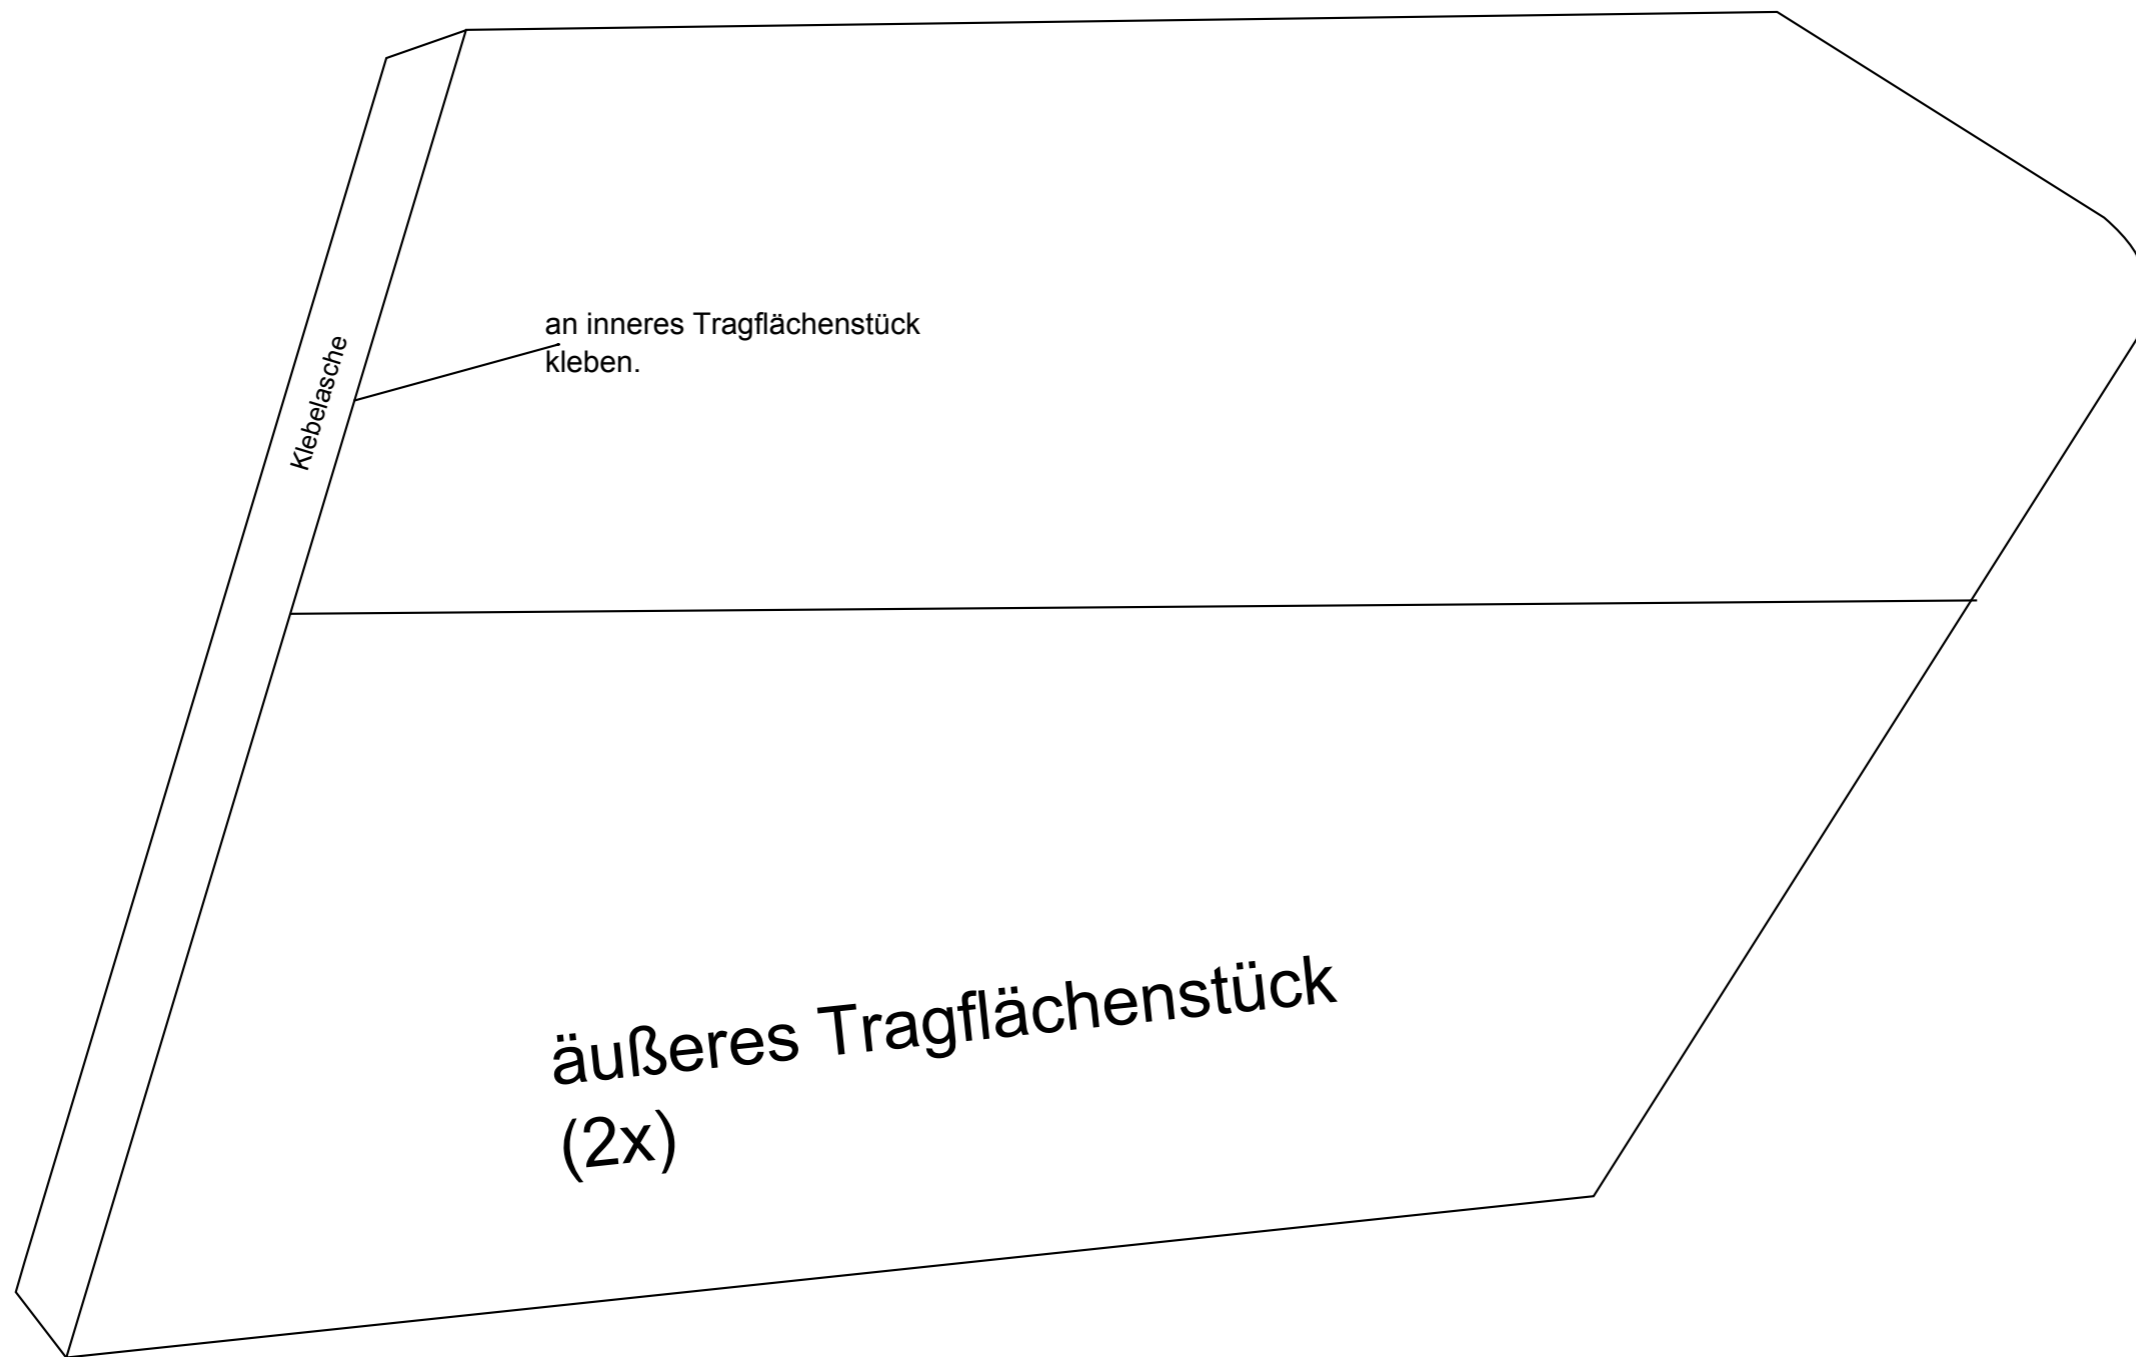 an inneres Tragflächenstück
kleben.
Klebelasche
äußeres Tragflächenstück
(2x)